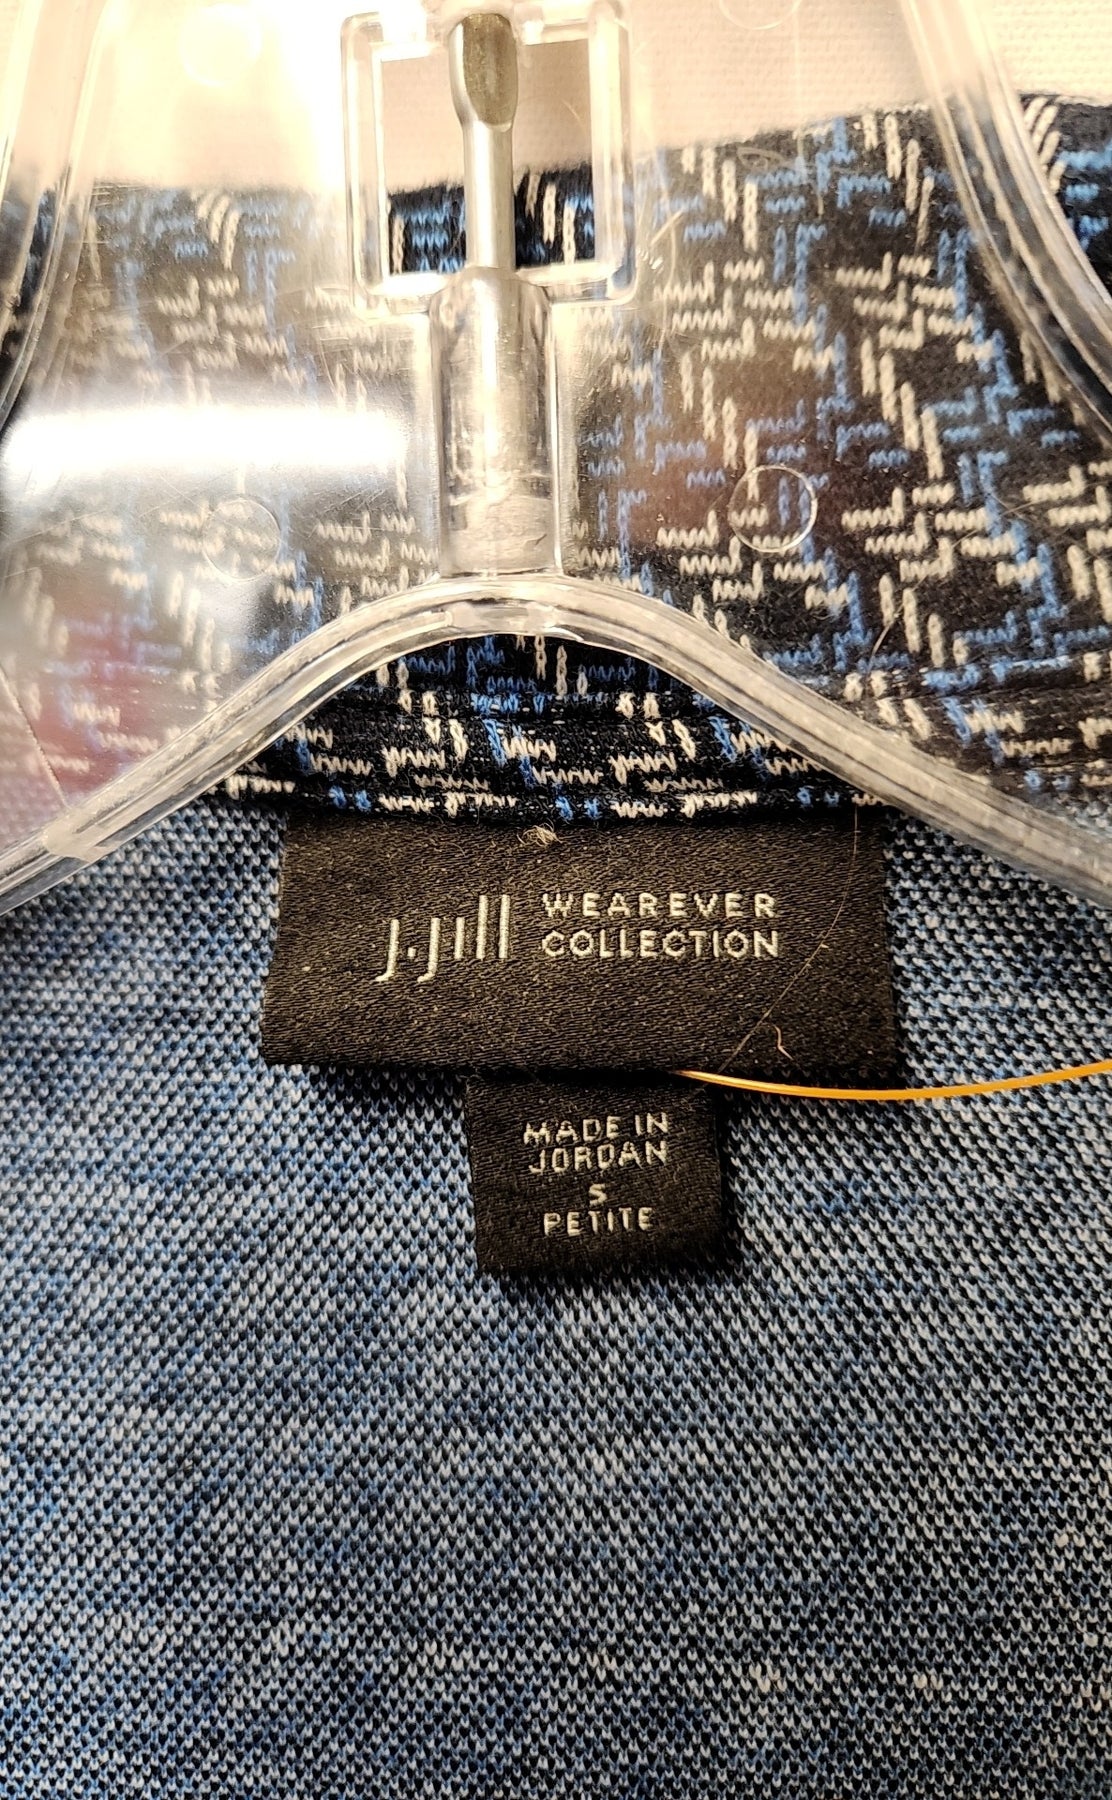 J.Jill WEAREVER
COLLECTION
MADE IN
JORDAN
S
PETITE